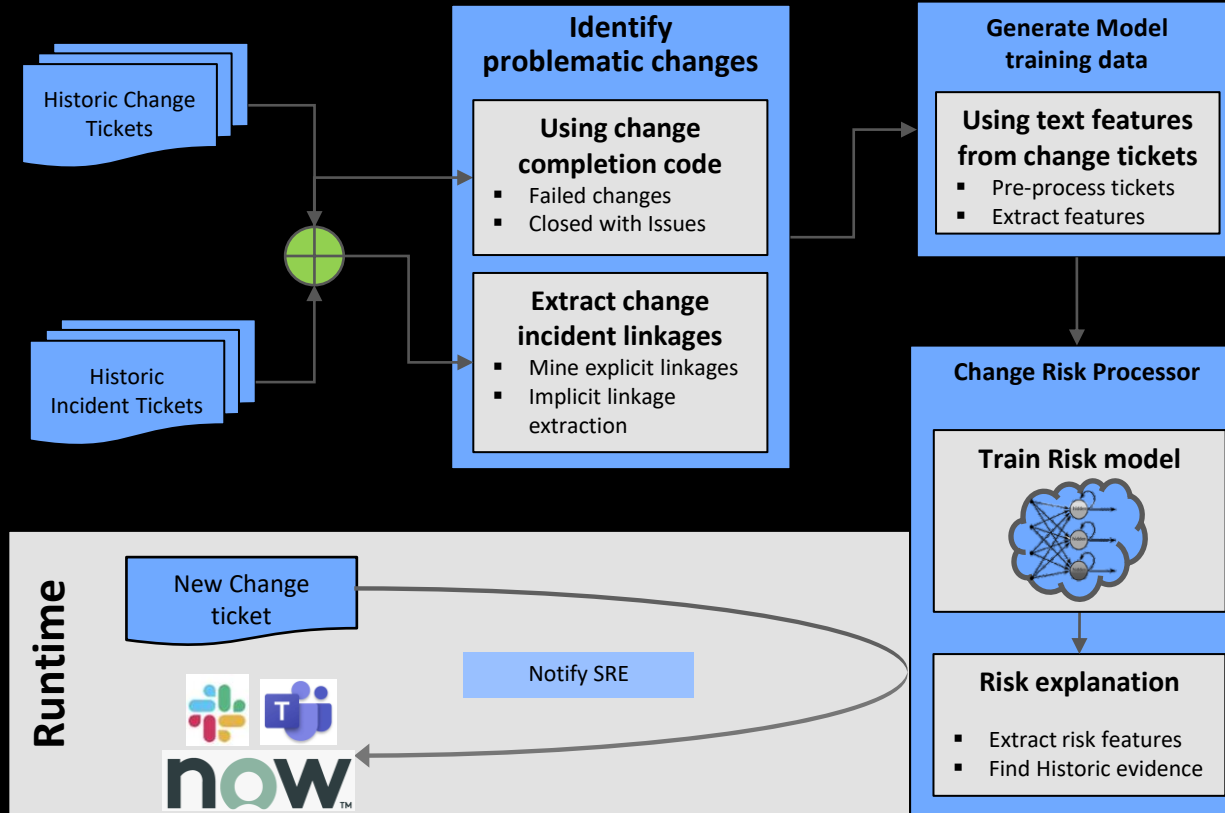 Historic Change
Tickets
Historic
Incident Tickets
Identify
problematic changes
Using change
completion code
▪ Failed changes
▪ Closed with Issues
Extract change
incident linkages
▪ Mine explicit linkages
▪ Implicit linkage
extraction
Generate Model
training data
Using text features
from change tickets
▪ Pre-process tickets
▪ Extract features
Change Risk Processor
Train Risk model
Risk explanation
▪ Extract risk features
▪ Find Historic evidence
Runtime
New Change
ticket
Notify SRE
T
now™